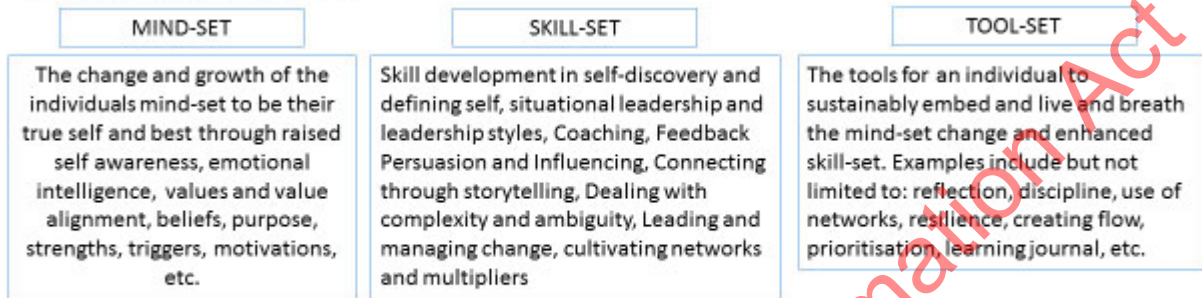 MIND-SET
The change and growth of the
individuals mind-set to be their
true self and best through raised
self awareness, emotional
intelligence, values and value
alignment, beliefs, purpose,
strengths, triggers, motivations,
etc.
SKILL-SET
Skill development in self-discovery and
defining self, situational leadership and
leadership styles, Coaching, Feedback
Persuasion and Influencing, Connecting
through storytelling, Dealing with
complexity and ambiguity, Leading and
managing change, cultivating networks
and multipliers
TOOL-SET
The tools for an individual to
sustainably embed and live and breath
the mind-set change and enhanced
skill-set. Examples include but not
limited to: reflection, discipline, use of
networks, resilience, creating flow,
prioritisation, learning journal, etc.
mation Act